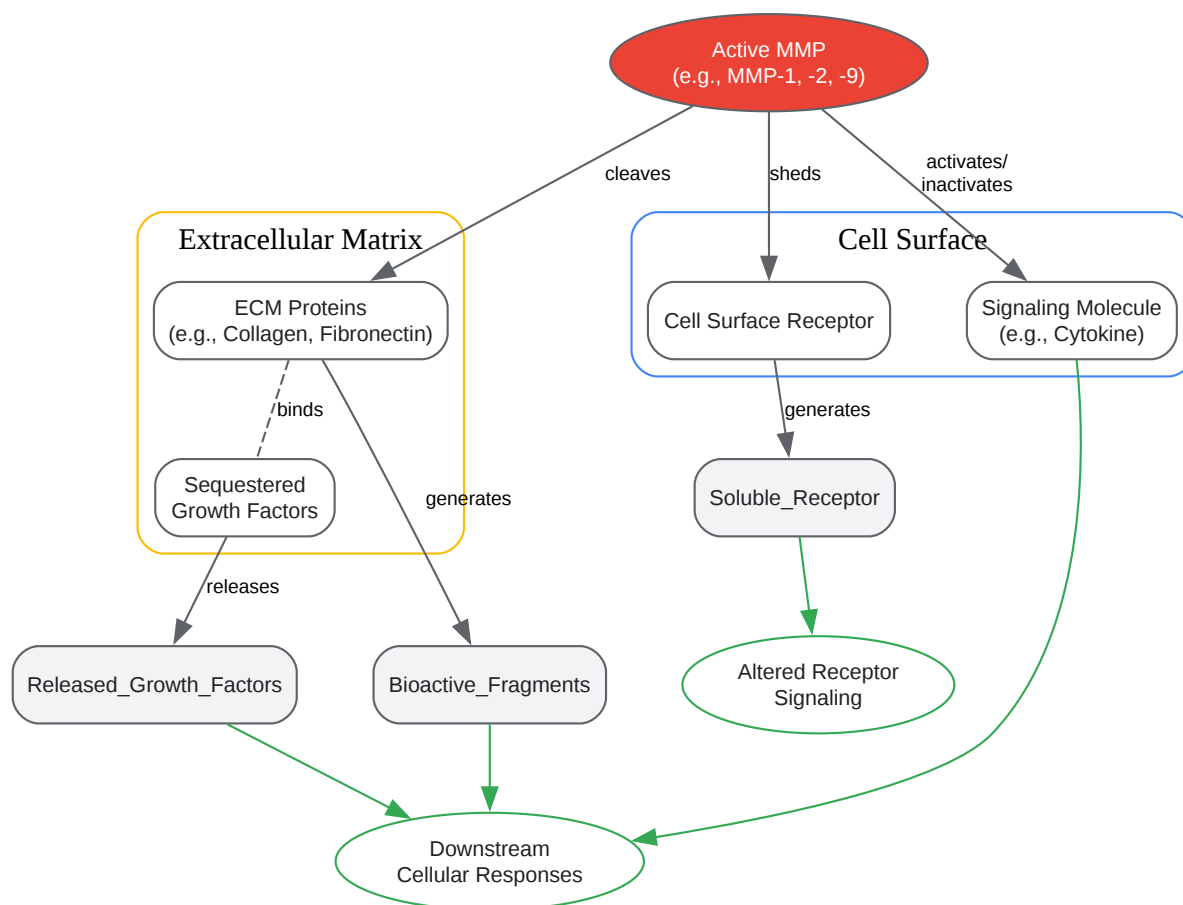 Active MMP
(e.g., MMP-1, -2, -9)
cleaves
sheds
activates/
inactivates
Extracellular Matrix
Cell Surface
ECM Proteins
(e.g., Collagen, Fibronectin)
Cell Surface Receptor
Signaling Molecule
(e.g., Cytokine)
binds
generates
Sequestered
Growth Factors
generates
Soluble_Receptor
releases
Released_Growth_Factors
Bioactive_Fragments
Altered Receptor
Signaling
Downstream
Cellular Responses